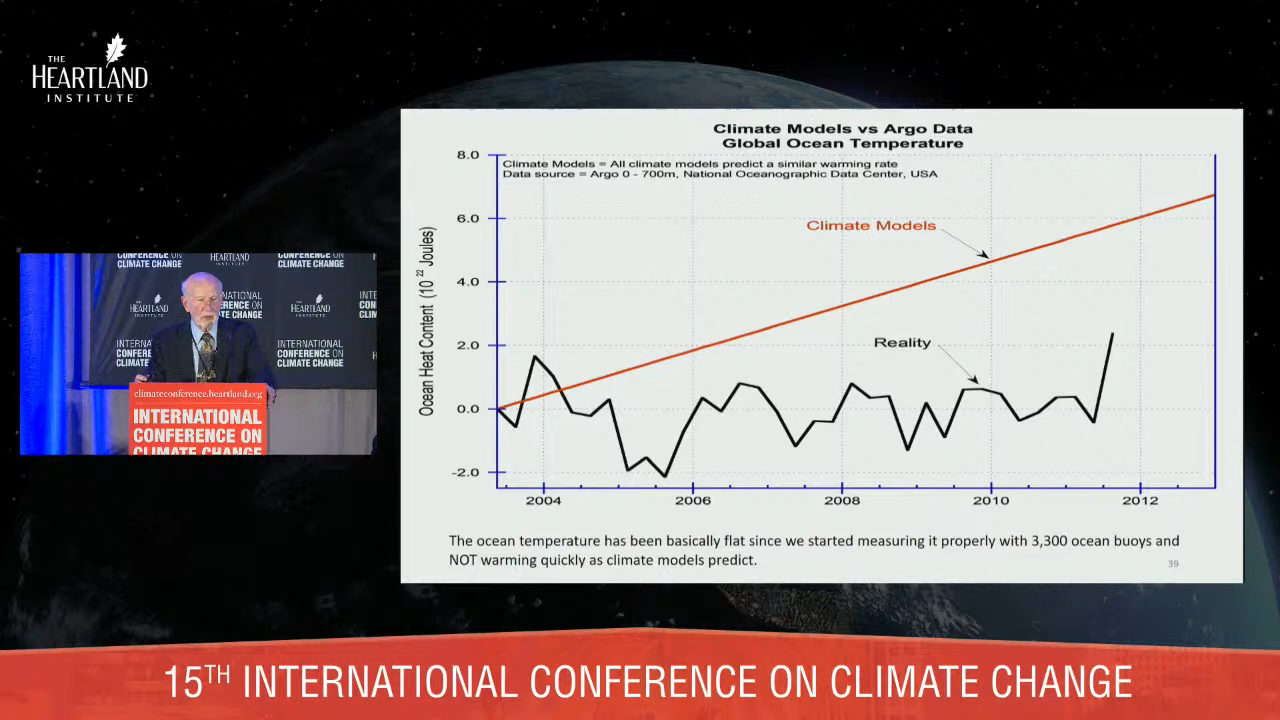 THE
HEARTLAND
INSTITUTE
Climate Models vs Argo Data
Global Ocean Temperature
Climate Models = All climate models predict a similar warming rate
Data source = Argo 0 - 700m, National Oceanographic Data Center, USA
8.0
6.0
4.0
2.0
0.0
-2.0
Ocean Heat Content (10 22 Joules)
Climate Models
Reality
2004
2006
2008
2010
2012
The ocean temperature has been basically flat since we started measuring it properly with 3,300 ocean buoys and
NOT warming quickly as climate models predict.
39
CONFERENCE ON
CLIMATE CHANGE
HEARTLAND
INSTITUTE
CONFERENCE ON
CLIMATE CHANGE
HEARTLAND
INSTITUTE
NATIONAL
ERENCE ON
E CHANGE
HEARTLAND
INSTITUTE
INTE
CONFE
CLIMA
INTERN
CONFERE
CLIMATE
INTERNATIONAL
CONFERENCE ON
CLIMATE CHANGE
climateconference.heartland.org
INTERNATIONAL
CONFERENCE ON
CLIMATE CHANGE
15TH INTERNATIONAL CONFERENCE ON CLIMATE CHANGE